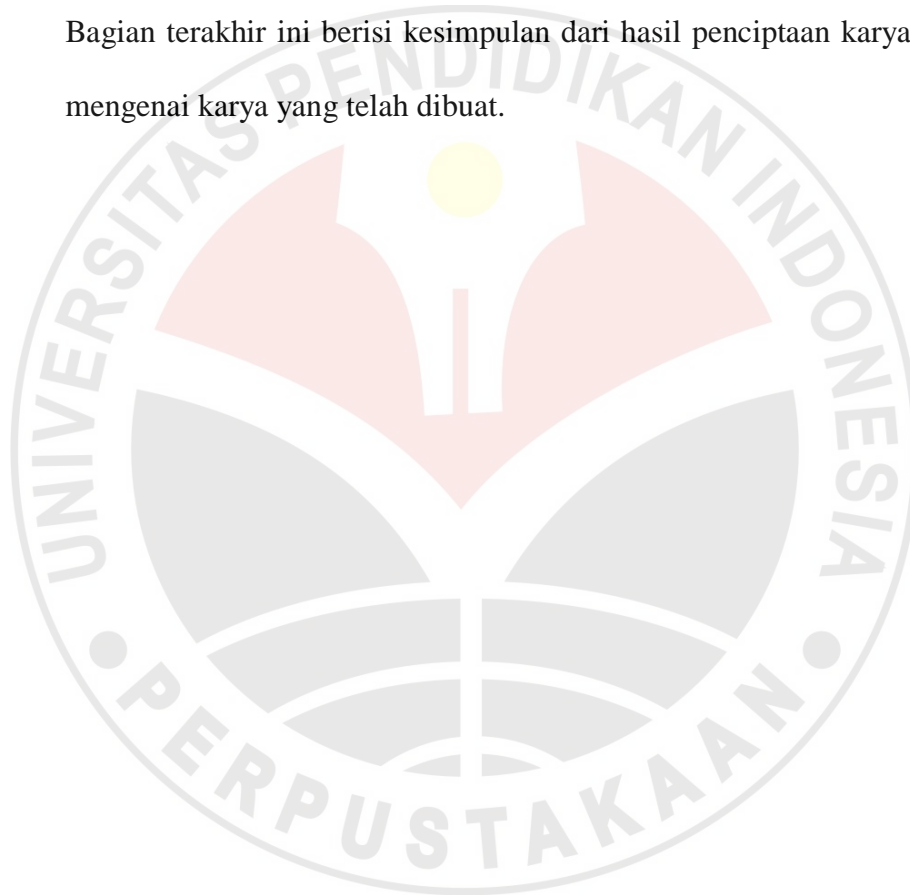 Bagian terakhir ini berisi kesimpulan dari hasil penciptaan karya
mengenai karya yang telah dibuat.
UNIVERSITAS PENDIDIKAN INDONESIA
• PERPUSTAKAAN •